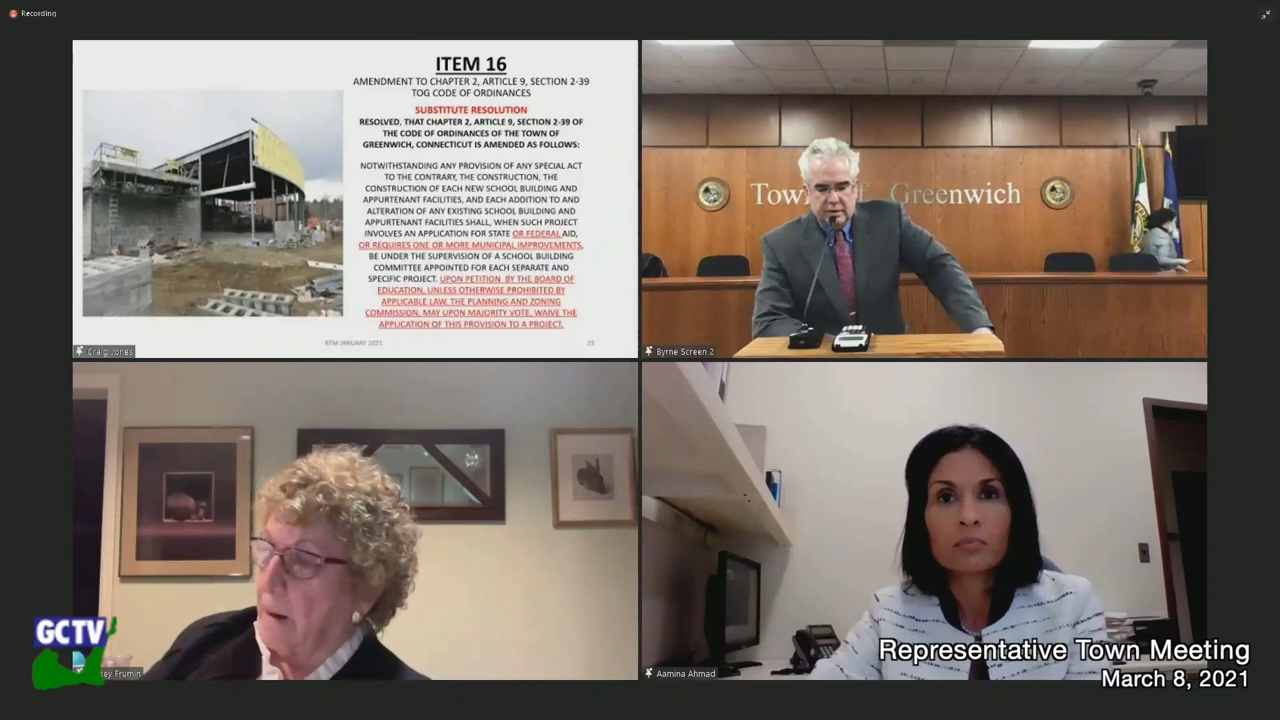 Recording
ITEM 16
AMENDMENT TO CHAPTER 2, ARTICLE 9, SECTION 2-39
TOG CODE OF ORDINANCES
SUBSTITUTE RESOLUTION
RESOLVED, THAT CHAPTER 2, ARTICLE 9, SECTION 2-39 OF
THE CODE OF ORDINANCES OF THE TOWN OF
GREENWICH, CONNECTICUT IS AMENDED AS FOLLOWS:
NOTWITHSTANDING ANY PROVISION OF ANY SPECIAL ACT
TO THE CONTRARY, THE CONSTRUCTION, THE
CONSTRUCTION OF EACH NEW SCHOOL BUILDING AND
APPURTENANT FACILITIES, AND EACH ADDITION TO AND
ALTERATION OF ANY EXISTING SCHOOL BUILDING AND
APPURTENANT FACILITIES SHALL, WHEN SUCH PROJECT
INVOLVES AN APPLICATION FOR STATE OR FEDERAL AID,
OR REQUIRES ONE OR MORE MUNICIPAL IMPROVEMENTS,
BE UNDER THE SUPERVISION OF A SCHOOL BUILDING
COMMITTEE APPOINTED FOR EACH SEPARATE AND
SPECIFIC PROJECT. UPON PETITION BY THE BOARD OF
EDUCATION, UNLESS OTHERWISE PROHIBITED BY
APPLICABLE LAW, THE PLANNING AND ZONING
COMMISSION, MAY UPON MAJORITY VOTE, WAIVE THE
APPLICATION OF THIS PROVISION TO A PROJECT.
RTM JANUARY 2021 25
Craig Jones
Town of Greenwich
Byrne Screen 2
GCTV
Frumin
Aamina Ahmad
Representative Town Meeting
March 8, 2021